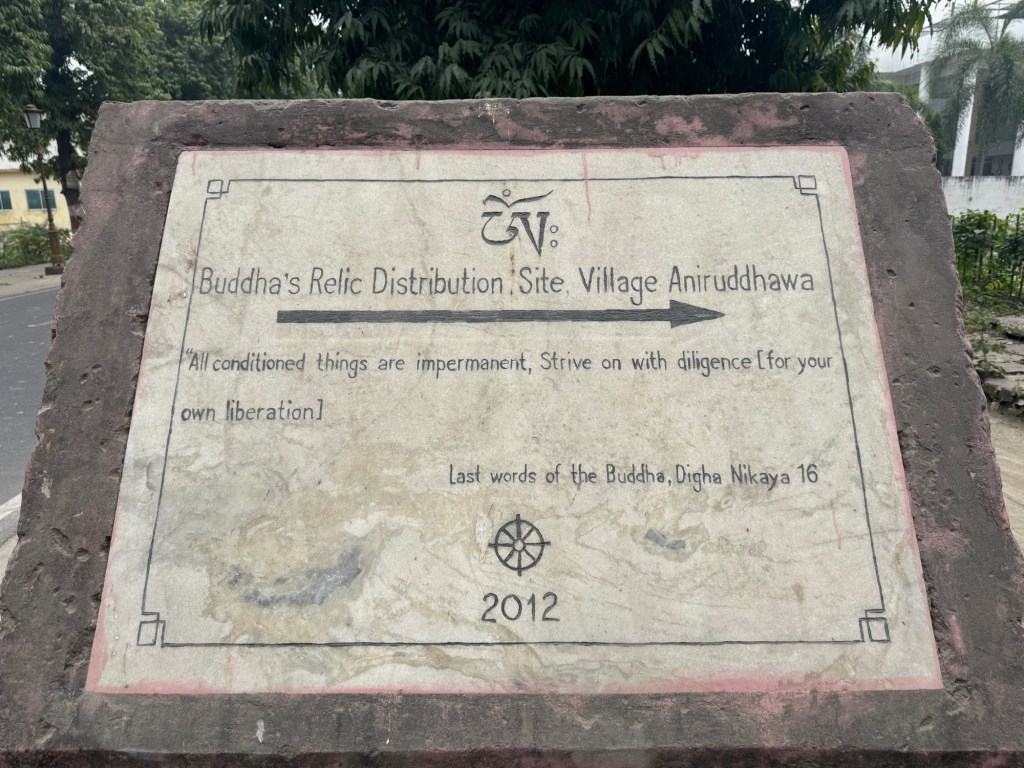 Buddha's Relic Distribution Site, Village Aniruddhawa
"All conditioned things are impermanent, Strive on with diligence [for your
own liberation]
Last words of the Buddha, Digha Nikaya 16
2012